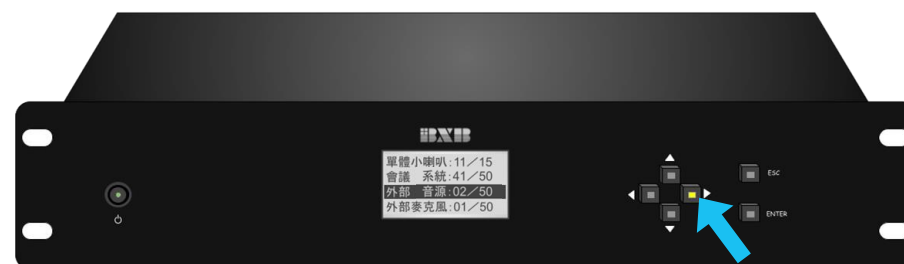 BXB
單體小喇叭:11/15
會議 系統:41/50
外部 音源:02/50
外部麥克風:01/50
ESC
ENTER